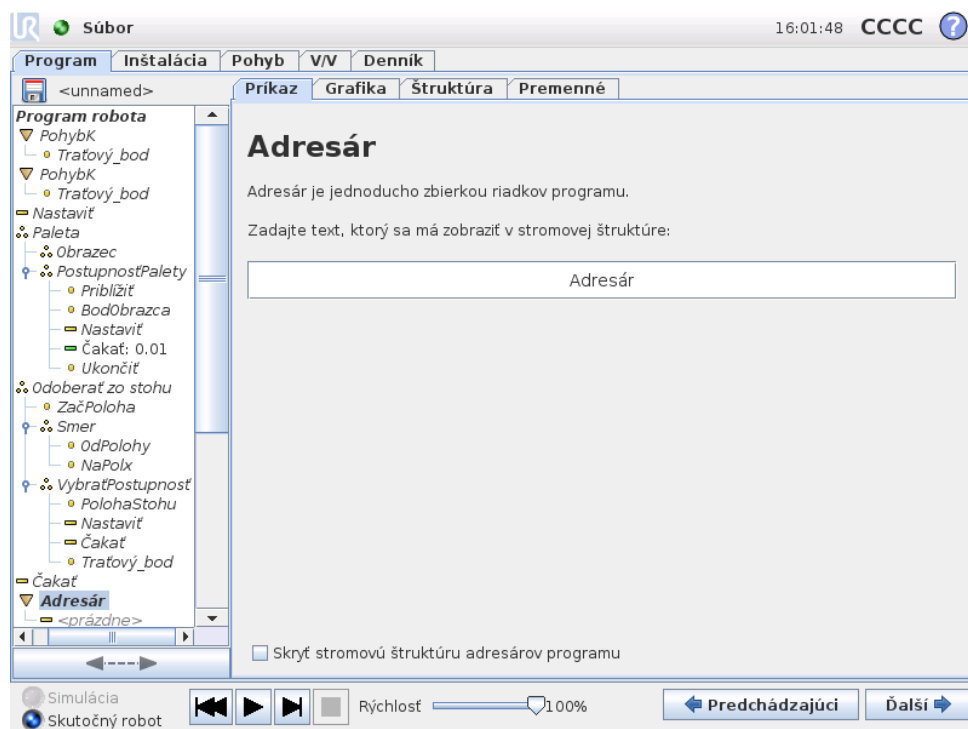 UR Súbor 16:01:48 CCCC ?
Program Inštalácia Pohyb V/V Denník
<unnamed>
Príkaz Grafika Štruktúra Premenné
Program robota
PohybK
Traťový_bod
PohybK
Traťový_bod
Nastaviť
Paleta
Obrazec
PostupnosťPalety
Priblížiť
BodObrazca
Nastaviť
Čakať: 0.01
Ukončiť
Odoberať zo stohu
ZačPoloha
Smer
OdPolohy
NaPolx
VybraťPostupnosť
PolohaStohu
Nastaviť
Čakať
Traťový_bod
Čakať
Adresár
<prázdne>
Adresár
Adresár je jednoducho zbierkou riadkov programu.
Zadajte text, ktorý sa má zobraziť v stromovej štruktúre:
Adresár
Skryť stromovú štruktúru adresárov programu
Simulácia
Skutočný robot
Rýchlosť 100%
Predchádzajúci
Ďalší